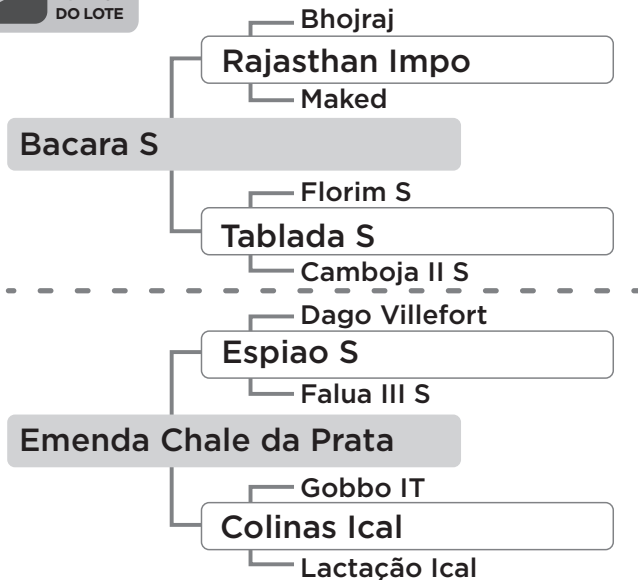 DO LOTE
Bhojraj
Rajasthan Impo
Maked
Bacara S
Florim S
Tablada S
Camboja II S
Dago Villefort
Espiao S
Falua III S
Emenda Chale da Prata
Gobbo IT
Colinas Ical
Lactação Ical